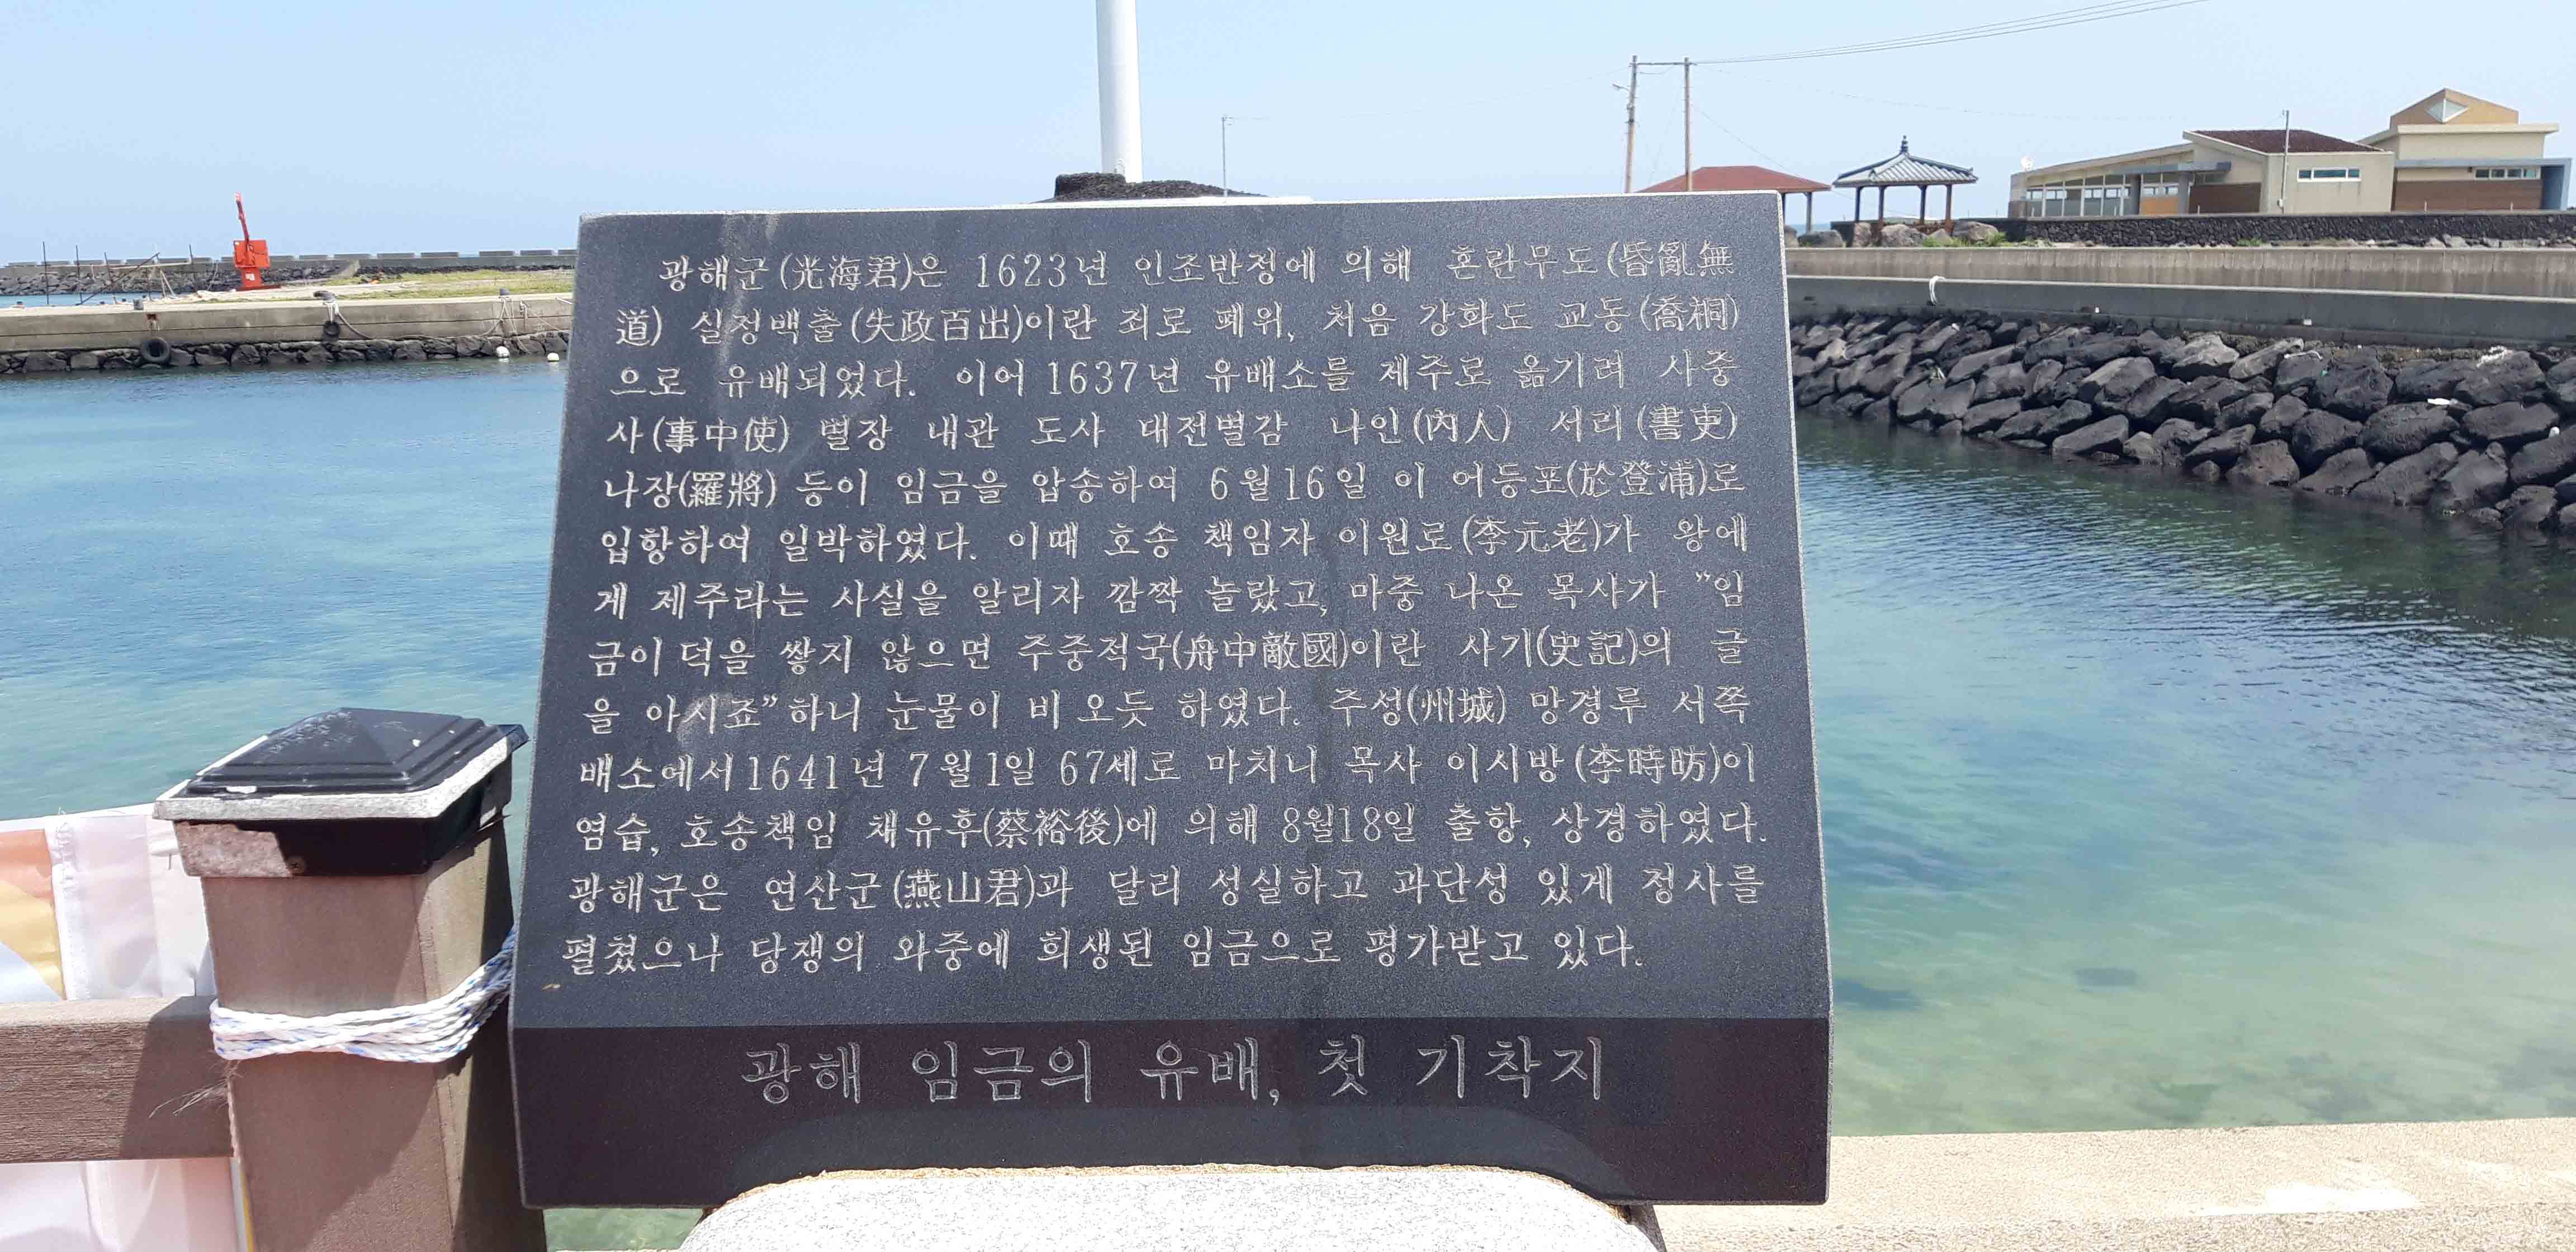 광해군(光海君)은 1623년 인조반정에 의해 혼란무도(昏亂無
道) 실정백출(失政百出)이란 죄로 폐위, 처음 강화도 교동(喬桐)
으로 유배되었다. 이어 1637년 유배소를 제주로 옮기려 사중
사(事中使) 별장 내관 도사 대전별감 나인(內人) 서리(書吏)
나장(羅將) 등이 임금을 압송하여 6월16일 이 어등포(於登浦)로
입항하여 일박하였다. 이때 호송 책임자 이원로(李元老)가 왕에
게 제주라는 사실을 알리자 깜짝 놀랐고, 마중 나온 목사가 "임
금이 덕을 쌓지 않으면 주중적국(舟中敵國)이란 사기(史記)의 글
을 아시죠"하니 눈물이 비 오듯 하였다. 주성(州城) 망경루 서쪽
배소에서 1641년 7월1일 67세로 마치니 목사 이시방(李時昉)이
염습, 호송책임 채유후(蔡裕後)에 의해 8월18일 출항, 상경하였다.
광해군은 연산군(燕山君)과 달리 성실하고 과단성 있게 정사를
펼쳤으나 당쟁의 와중에 희생된 임금으로 평가받고 있다.
광해 임금의 유배, 첫 기착지